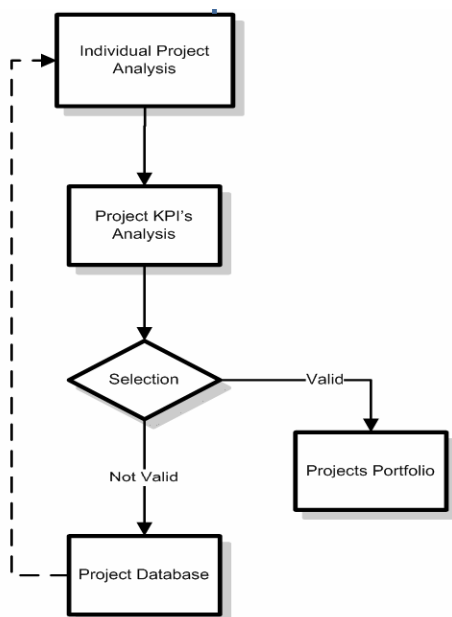 Individual Project
Analysis
Project KPI's
Analysis
Selection
Valid
Projects Portfolio
Not Valid
Project Database